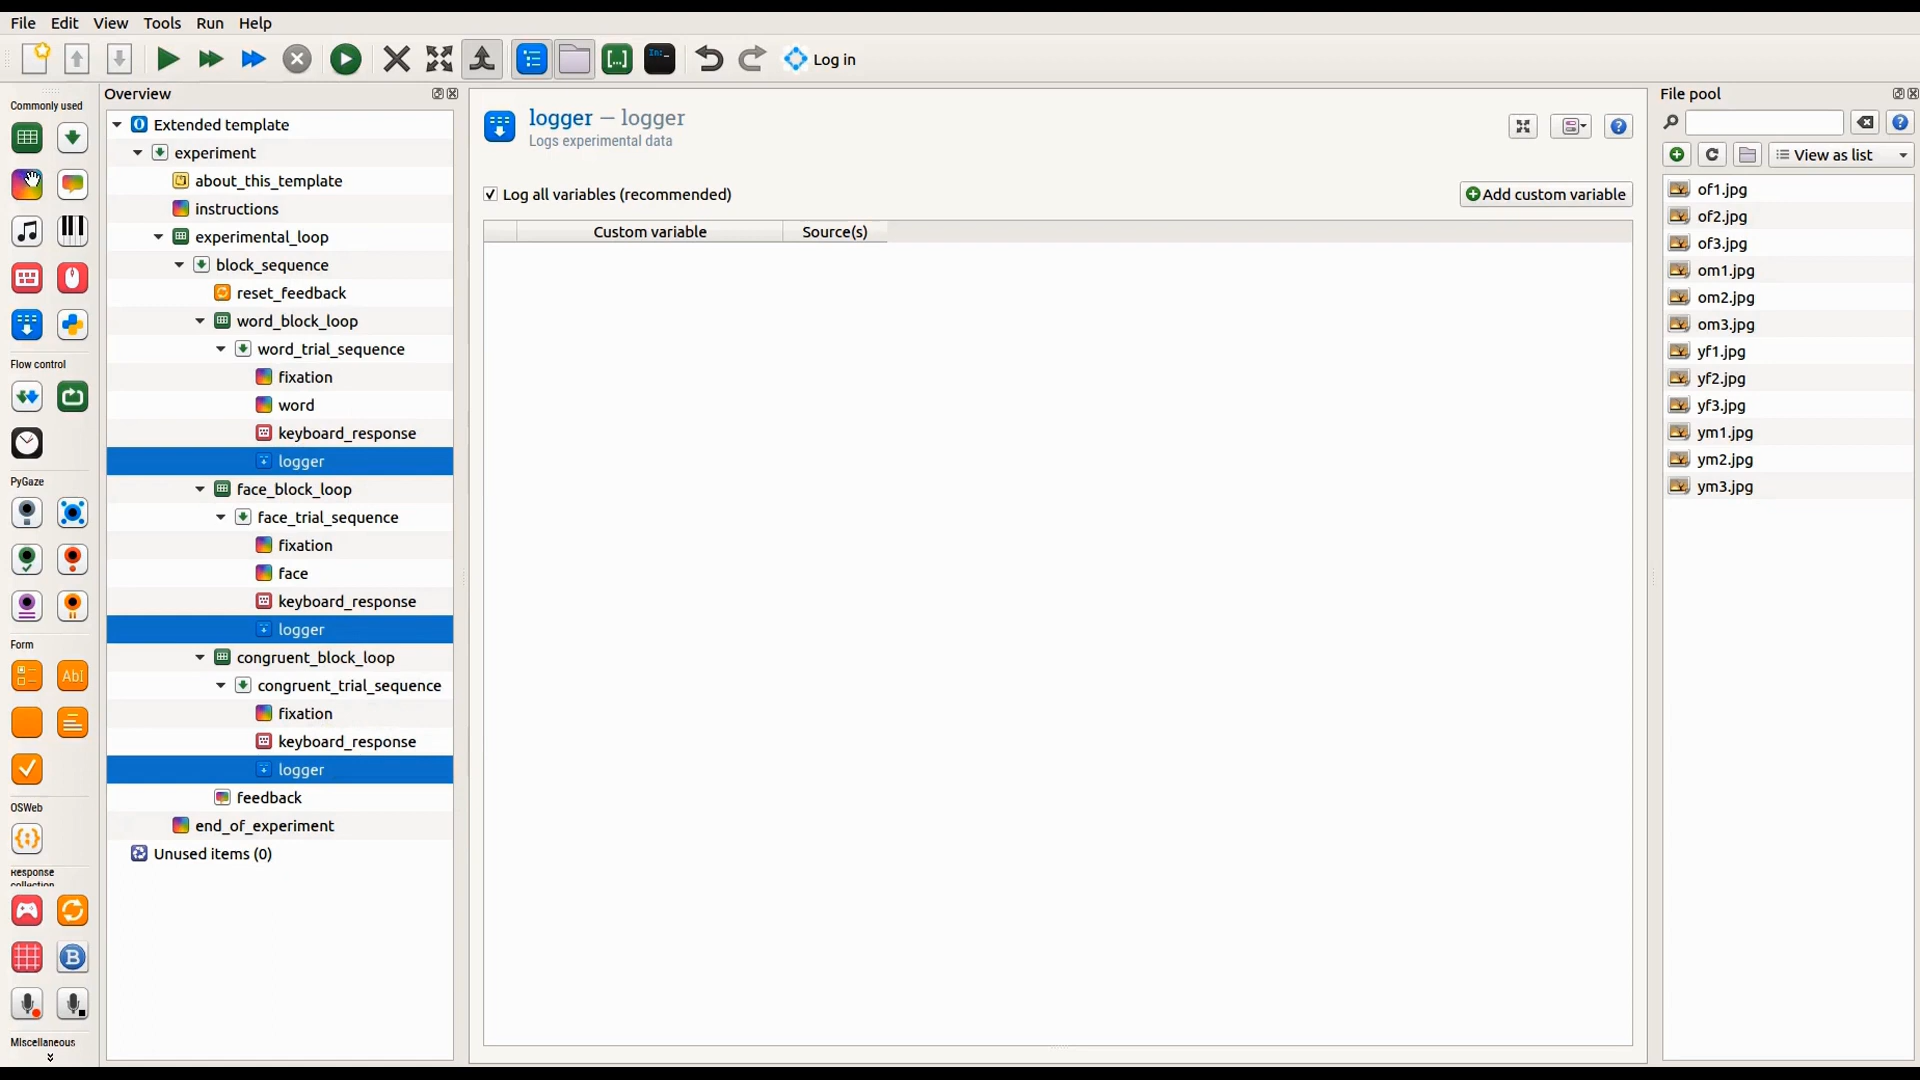 File Edit View Tools Run Help
[...] In:_ Log in
Commonly used
Flow control
PyGaze
Form
AbI
OSWeb
Response
collection
B
Miscellaneous
Overview
Extended template
experiment
about_this_template
instructions
experimental_loop
block_sequence
reset_feedback
word_block_loop
word_trial_sequence
fixation
word
keyboard_response
logger
face_block_loop
face_trial_sequence
fixation
face
keyboard_response
logger
congruent_block_loop
congruent_trial_sequence
fixation
keyboard_response
logger
feedback
end_of_experiment
Unused items (0)
logger — logger
Logs experimental data
Log all variables (recommended)
Add custom variable
Custom variable Source(s)
File pool
View as list
of1.jpg
of2.jpg
of3.jpg
om1.jpg
om2.jpg
om3.jpg
yf1.jpg
yf2.jpg
yf3.jpg
ym1.jpg
ym2.jpg
ym3.jpg